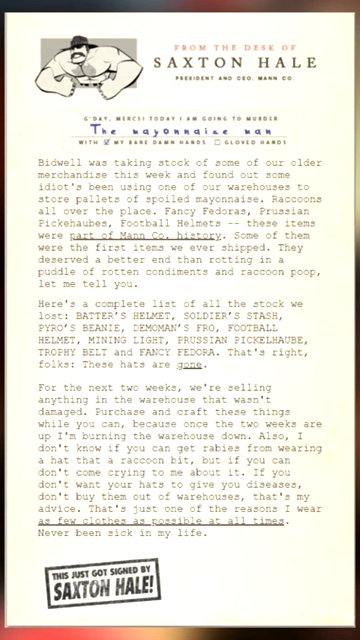 FROM THE DESK OF
SAXTON HALE
PRESIDENT AND CEO. MANN CO.
G'DAY, MERCS! TODAY I AM GOING TO MURDER
The mayonnaise man
WITH ☑ MY BARE DAMN HANDS ☐ GLOVED HANDS
Bidwell was taking stock of some of our older
merchandise this week and found out some
idiot's been using one of our warehouses to
store pallets of spoiled mayonnaise. Raccoons
all over the place. Fancy Fedoras, Prussian
Pickehaubes, Football Helmets -- these items
were part of Mann Co. history. Some of them
were the first items we ever shipped. They
deserved a better end than rotting in a
puddle of rotten condiments and raccoon poop,
let me tell you.
Here's a complete list of all the stock we
lost: BATTER'S HELMET, SOLDIER'S STASH,
PYRO'S BEANIE, DEMOMAN'S FRO, FOOTBALL
HELMET, MINING LIGHT, PRUSSIAN PICKELHAUBE,
TROPHY BELT and FANCY FEDORA. That's right,
folks: These hats are gone.
For the next two weeks, we're selling
anything in the warehouse that wasn't
damaged. Purchase and craft these things
while you can, because once the two weeks are
up I'm burning the warehouse down. Also, I
don't know if you can get rabies from wearing
a hat that a raccoon bit, but if you can
don't come crying to me about it. If you
don't want your hats to give you diseases,
don't buy them out of warehouses, that's my
advice. That's just one of the reasons I wear
as few clothes as possible at all times.
Never been sick in my life.
THIS JUST GOT SIGNED BY
SAXTON HALE!